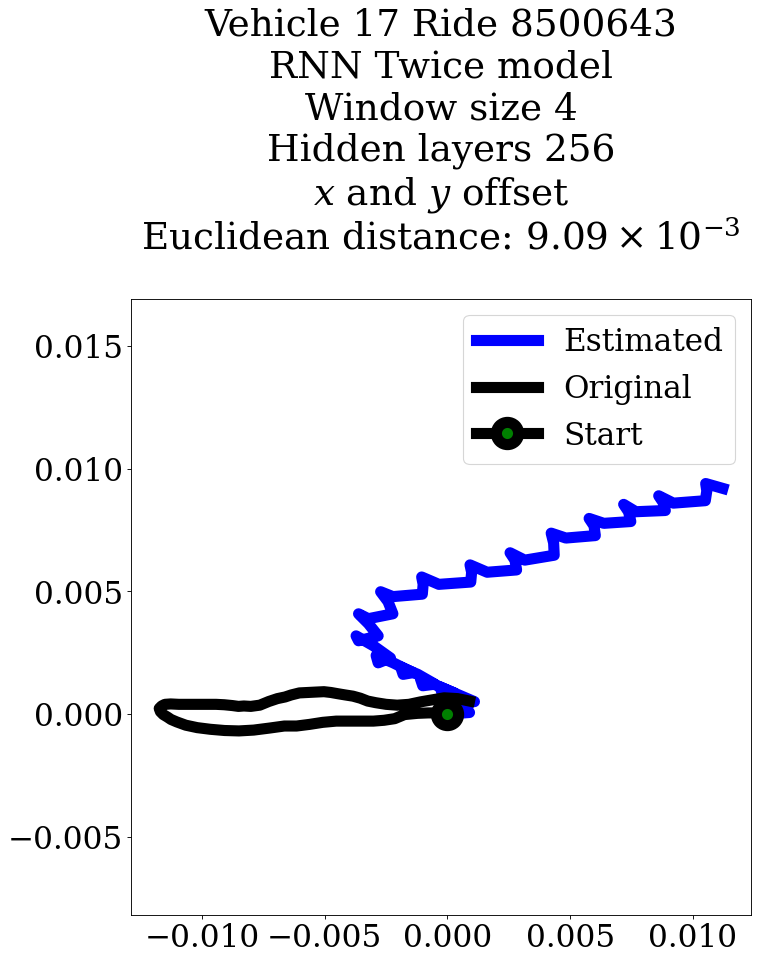 Vehicle 17 Ride 8500643
RNN Twice model
Window size 4
Hidden layers 256
x and y offset
Euclidean distance: 9.09 × 10⁻³
Estimated
Original
Start
0.015
0.010
0.005
0.000
−0.005
−0.010 −0.005 0.000 0.005 0.010